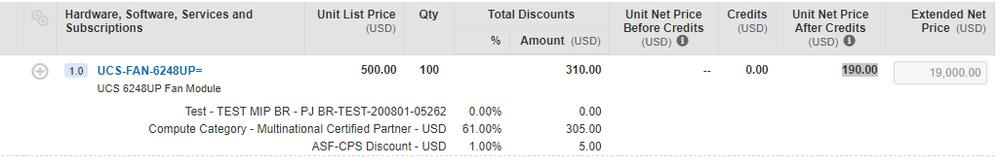 Hardware, Software, Services and Subscriptions Unit List Price (USD) Qty Total Discounts Unit Net Price Before Credits (USD) Credits (USD) Unit Net Price After Credits (USD) Extended Net Price (USD)
% Amount (USD)
1.0 UCS-FAN-6248UP= 500.00 100 310.00 -- 0.00 190.00 19,000.00
UCS 6248UP Fan Module
Test - TEST MIP BR - PJ BR-TEST-200801-05262 0.00% 0.00
Compute Category - Multinational Certified Partner - USD 61.00% 305.00
ASF-CPS Discount - USD 1.00% 5.00